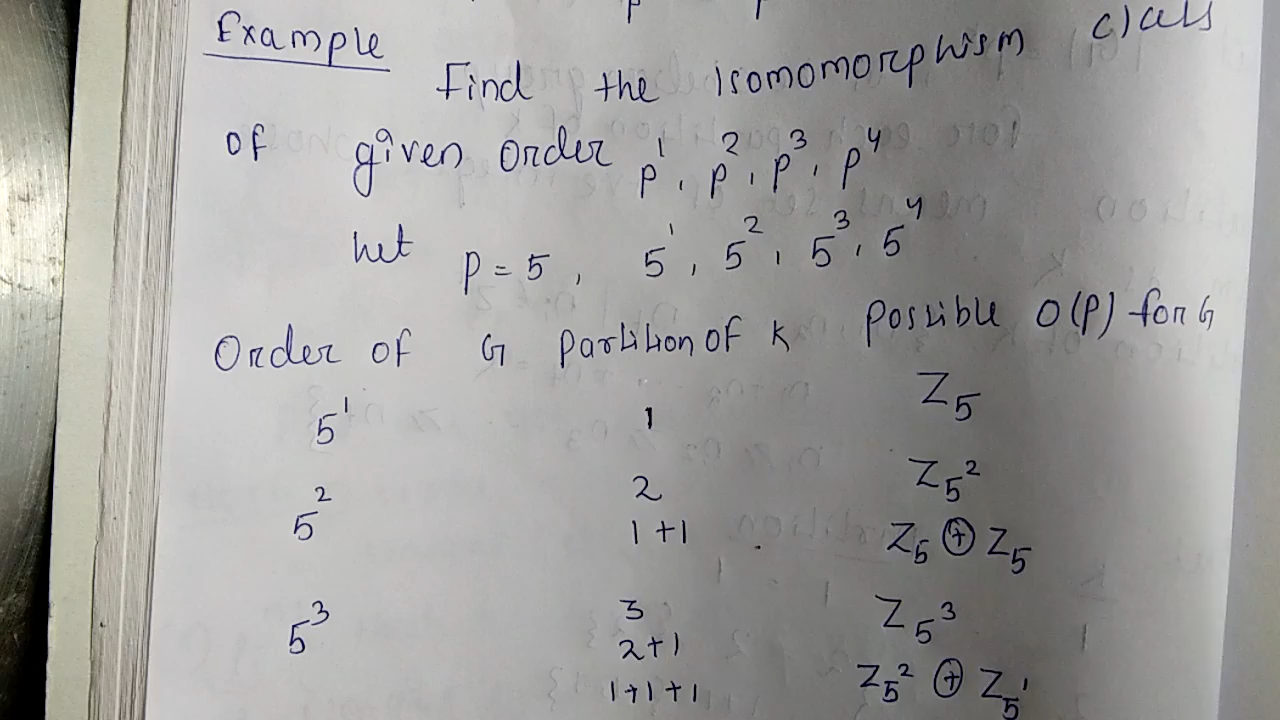 Example
Find the isomomorphism class
of given order p¹, p², p³, p⁴
Let p = 5, 5¹, 5², 5³, 5⁴
Order of G Partition of K Possible O(P) for G
5¹ 1 Z₅
5² 2 Z₅²
1+1 Z₅ ⊕ Z₅
5³ 3 Z₅³
2+1
1+1+1 Z₅² ⊕ Z₅¹